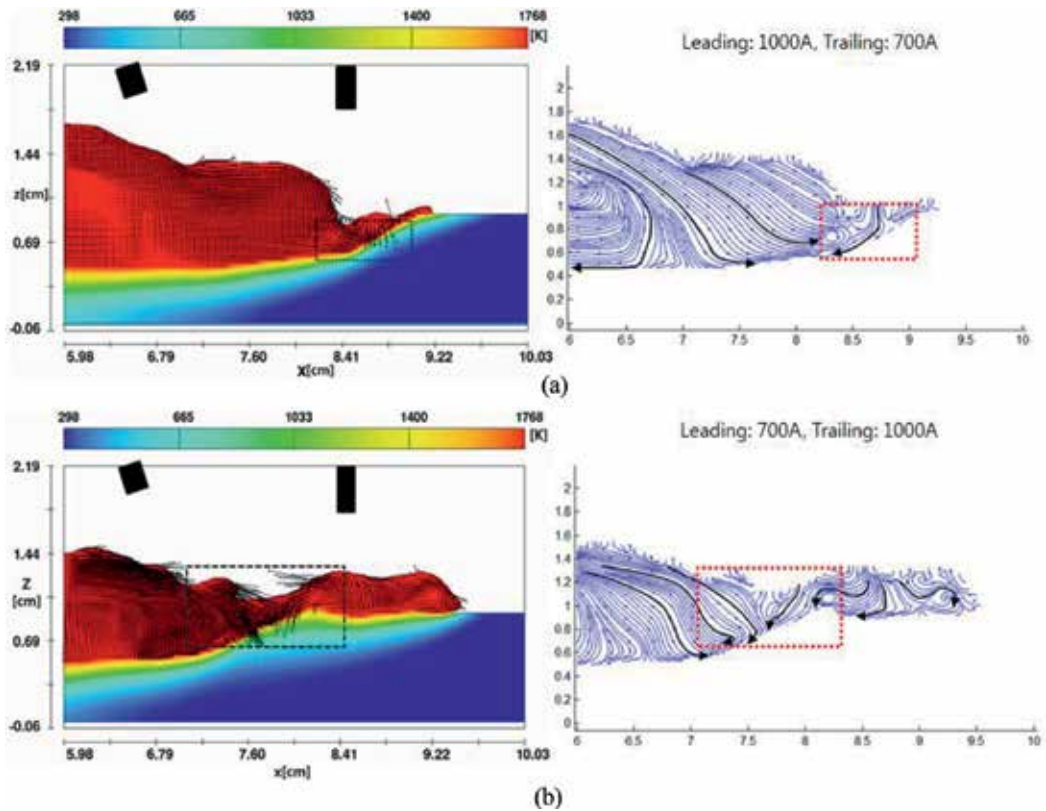 298 665 1033 1400 1768
[K]
2.19
1.44
z[cm]
0.69
-0.06
5.98 6.79 7.60 8.41 9.22 10.03
X[cm]
Leading: 1000A, Trailing: 700A
2
1.8
1.6
1.4
1.2
1
0.8
0.6
0.4
0.2
0
6 6.5 7 7.5 8 8.5 9 9.5 10
(a)
298 665 1033 1400 1768
[K]
2.19
1.44
Z
[cm]
0.69
-0.06
5.98 6.79 7.60 8.41 9.22 10.03
x[cm]
Leading: 700A, Trailing: 1000A
2
1.8
1.6
1.4
1.2
1
0.8
0.6
0.4
0.2
0
6 6.5 7 7.5 8 8.5 9 9.5 10
(b)